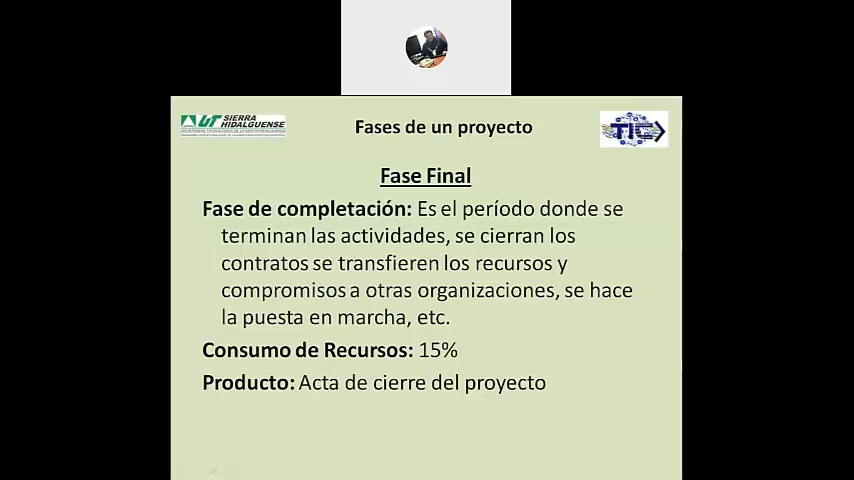 UT SIERRA
HIDALGUENSE
Fases de un proyecto
TIC
Fase Final
Fase de completación: Es el período donde se
terminan las actividades, se cierran los
contratos se transfieren los recursos y
compromisos a otras organizaciones, se hace
la puesta en marcha, etc.
Consumo de Recursos: 15%
Producto: Acta de cierre del proyecto